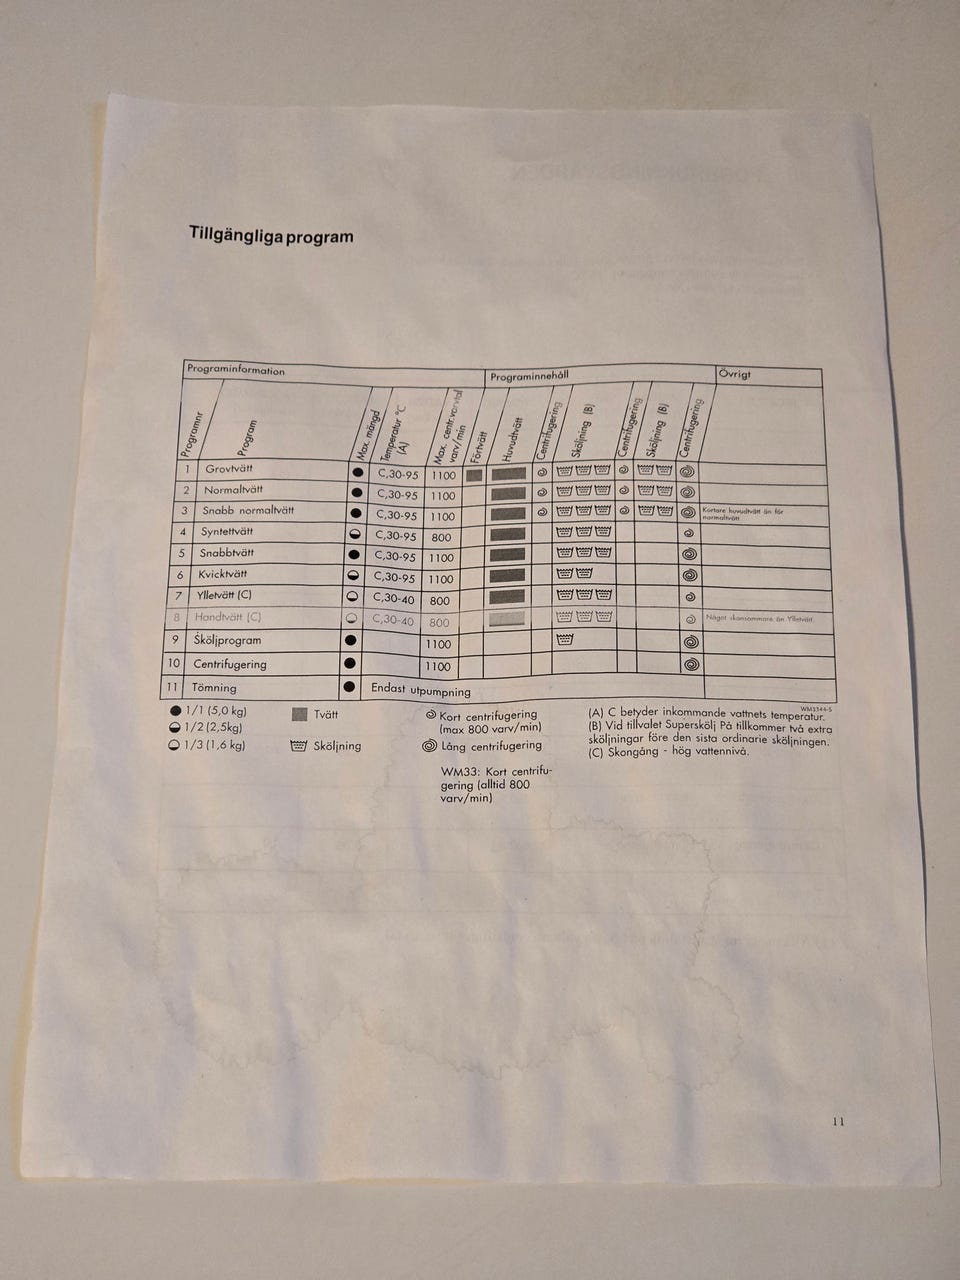 Tillgängliga program
Programinformation Programinnehåll Övrigt
Programnr Program Max. mängd Temperatur °C (A) Max. centr.varvtal varv/min Förtvätt Huvudtvätt Centrifugering Sköljning (B) Centrifugering Sköljning (B) Centrifugering
1 Grovtvätt C,30-95 1100
2 Normaltvätt C,30-95 1100
3 Snabb normaltvätt C,30-95 1100 Kortare huvudtvätt än för normaltvätt
4 Syntettvätt C,30-95 800
5 Snabbtvätt C,30-95 1100
6 Kvicktvätt C,30-95 1100
7 Ylletvätt (C) C,30-40 800
8 Handtvätt (C) C,30-40 800 Något skonsammare än Ylletvätt
9 Sköljprogram 1100
10 Centrifugering 1100
11 Tömning Endast utpumpning
WM3344-5
1/1 (5,0 kg)
1/2 (2,5kg)
1/3 (1,6 kg)
Tvätt
Sköljning
Kort centrifugering
(max 800 varv/min)
Lång centrifugering
WM33: Kort centrifu-
gering (alltid 800
varv/min)
(A) C betyder inkommande vattnets temperatur.
(B) Vid tillvalet Superskölj På tillkommer två extra
sköljningar före den sista ordinarie sköljningen.
(C) Skongång - hög vattennivå.
11